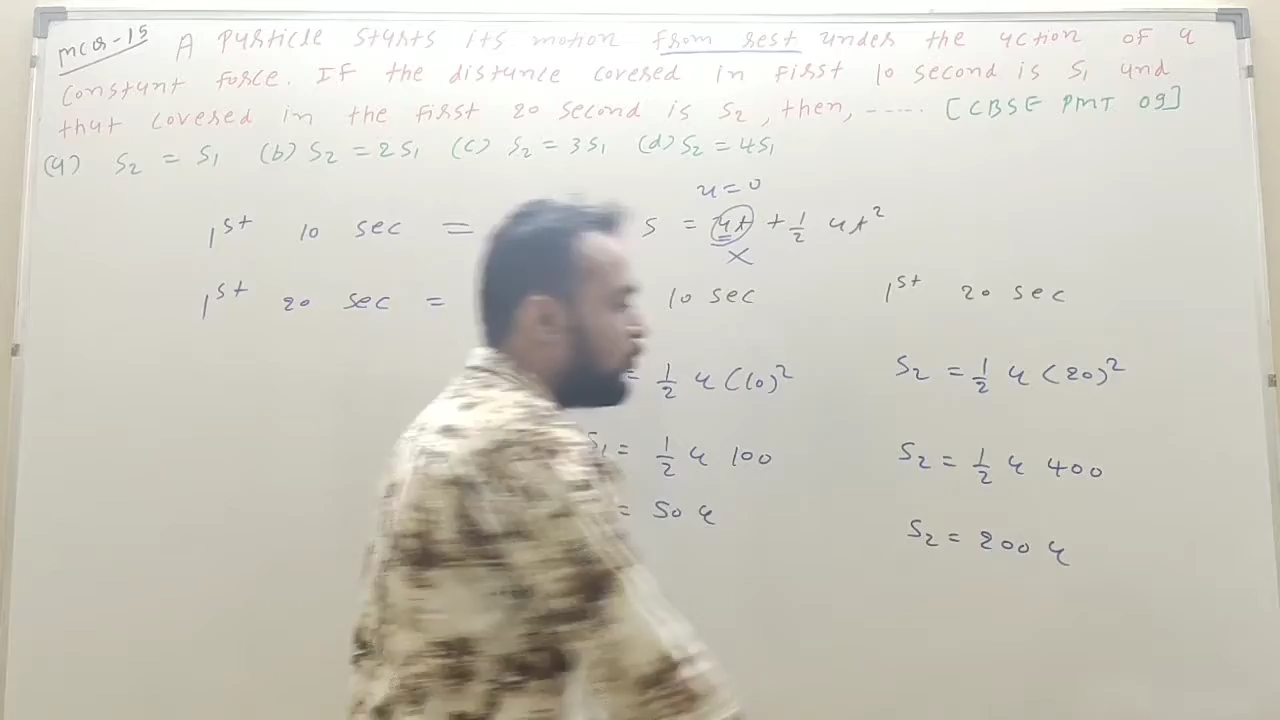 MCQ-15 A particle starts its motion from rest under the action of a
constant force. If the distance covered in first 10 second is S₁ and
that covered in the first 20 second is S₂, then, ..... [CBSE PMT 09]
(a) S₂ = S₁ (b) S₂ = 2S₁ (c) S₂ = 3S₁ (d) S₂ = 4S₁
u = 0
1st 10 sec = S = ut + 1/2 at²
×
1st 20 sec = 10 sec 1st 20 sec
= 1/2 a (10)² S₂ = 1/2 a (20)²
S₁ = 1/2 a 100 S₂ = 1/2 a 400
= 50 a S₂ = 200 a